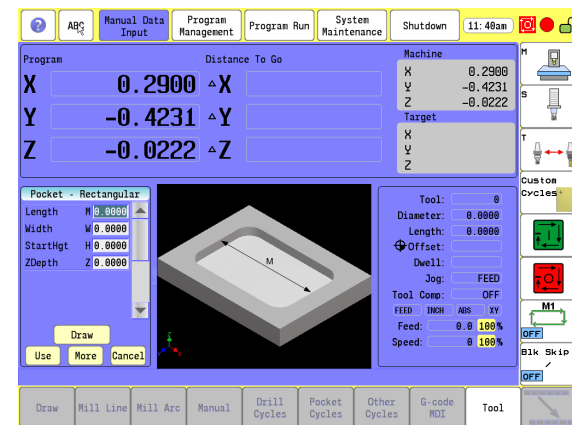 ?
ABC
Manual Data Input
Program Management
Program Run
System Maintenance
Shutdown
11:40am
Program
Distance To Go
Machine
X 0.2900 ΔX
Y -0.4231 ΔY
Z -0.0222 ΔZ
X 0.2900
Y -0.4231
Z -0.0222
Target
X
Y
Z
M
S
T
Custom
Cycles+
Pocket - Rectangular
Length M 0.0000
Width W 0.0000
StartHgt H 0.0000
ZDepth Z 0.0000
Draw
Use More Cancel
M
Z
X
Tool: 0
Diameter: 0.0000
Length: 0.0000
Offset:
Dwell:
Jog: FEED
Tool Comp: OFF
FEED INCH ABS XY
Feed: 0.0 100%
Speed: 0 100%
M1
OFF
Blk Skip
/
OFF
Draw
Mill Line
Mill Arc
Manual
Drill Cycles
Pocket Cycles
Other Cycles
G-code MDI
Tool